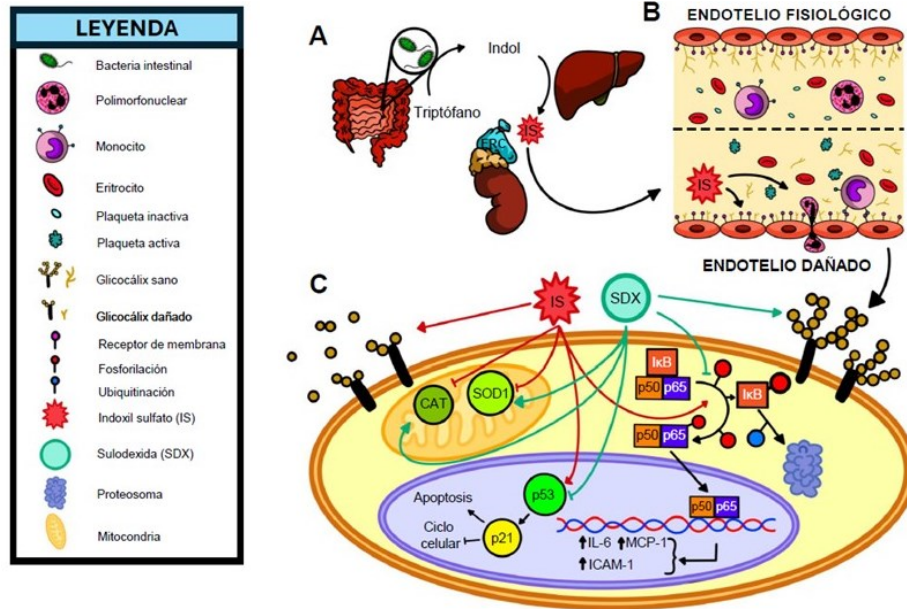 LEYENDA
Bacteria intestinal
Polimorfonuclear
Monocito
Eritrocito
Plaqueta inactiva
Plaqueta activa
Glicocálix sano
Glicocálix dañado
Receptor de membrana
Fosforilación
Ubiquitinación
Indoxil sulfato (IS)
Sulodexida (SDX)
Proteosoma
Mitocondria
A
Indol
Triptófano
IS
ERC
B
ENDOTELIO FISIOLÓGICO
IS
ENDOTELIO DAÑADO
C
IS
SDX
CAT
SOD1
IκB
p50 p65
IκB
p50 p65
p53
p21
Apoptosis
Ciclo
celular
p50 p65
IL-6 MCP-1
ICAM-1